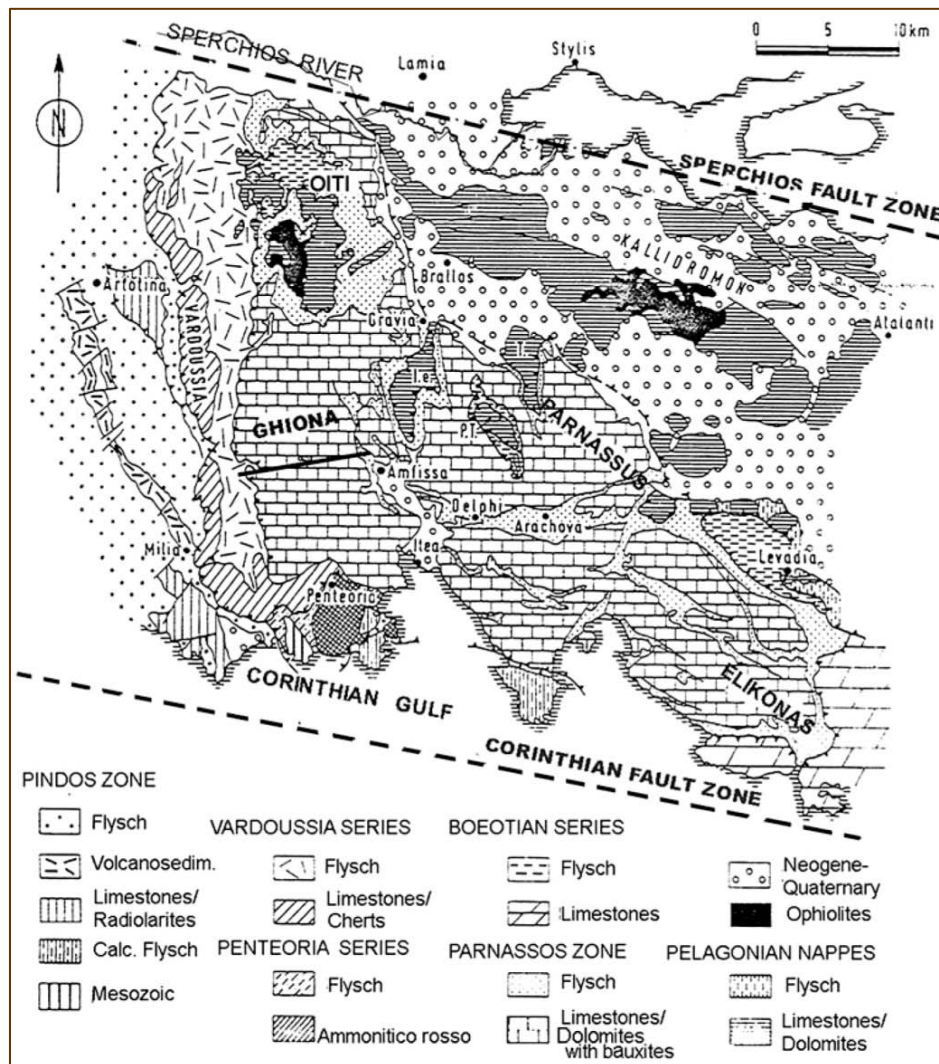 0 5 10 km
SPERCHIOS RIVER
Stylis
Lamia
SPERCHIOS FAULT ZONE
OITI
KALLIDROMON
Brallos
Artotina
VARDOUSSIA
Atalanti
Gravia
T.
T.e.
PARNASSUS
GHIONA
P.T.
Amfissa
Delphi
Arachova
Milia
Itea
Levadia
Penteoria
CORINTHIAN GULF
ELIKONAS
CORINTHIAN FAULT ZONE
N
PINDOS ZONE
Flysch
Volcanosedim.
Limestones/
Radiolarites
Calc. Flysch
Mesozoic
VARDOUSSIA SERIES
Flysch
Limestones/
Cherts
PENTEORIA SERIES
Flysch
Ammonitico rosso
BOEOTIAN SERIES
Flysch
Limestones
PARNASSOS ZONE
Flysch
Limestones/
Dolomites
with bauxites
Neogene-
Quaternary
Ophiolites
PELAGONIAN NAPPES
Flysch
Limestones/
Dolomites